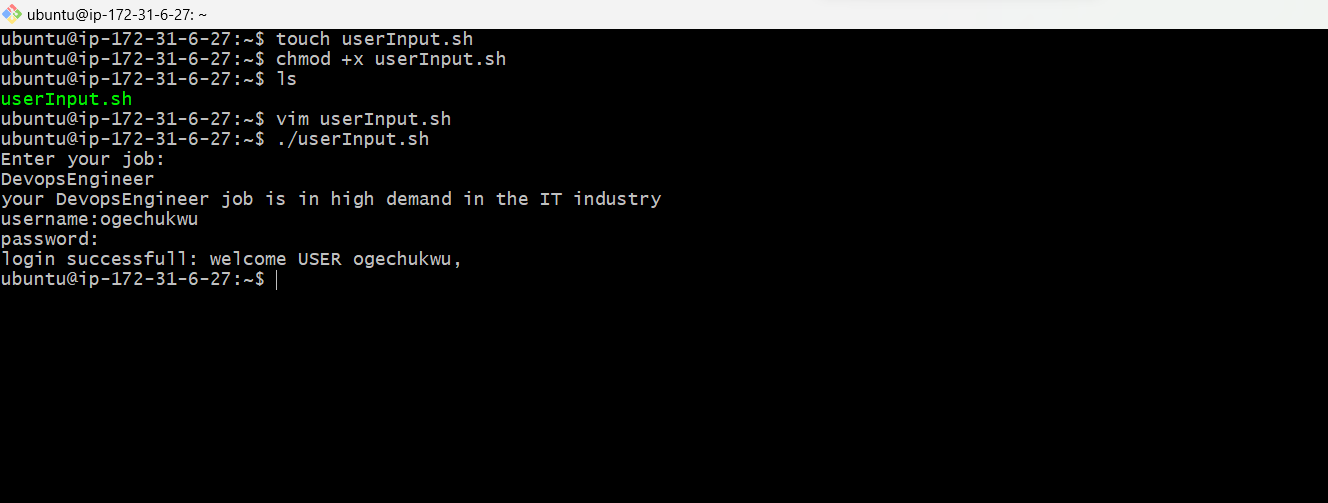 ubuntu@ip-172-31-6-27: ~
ubuntu@ip-172-31-6-27:~$ touch userInput.sh
ubuntu@ip-172-31-6-27:~$ chmod +x userInput.sh
ubuntu@ip-172-31-6-27:~$ ls
userInput.sh
ubuntu@ip-172-31-6-27:~$ vim userInput.sh
ubuntu@ip-172-31-6-27:~$ ./userInput.sh
Enter your job:
DevopsEngineer
your DevopsEngineer job is in high demand in the IT industry
username:ogechukwu
password:
login successfull: welcome USER ogechukwu,
ubuntu@ip-172-31-6-27:~$